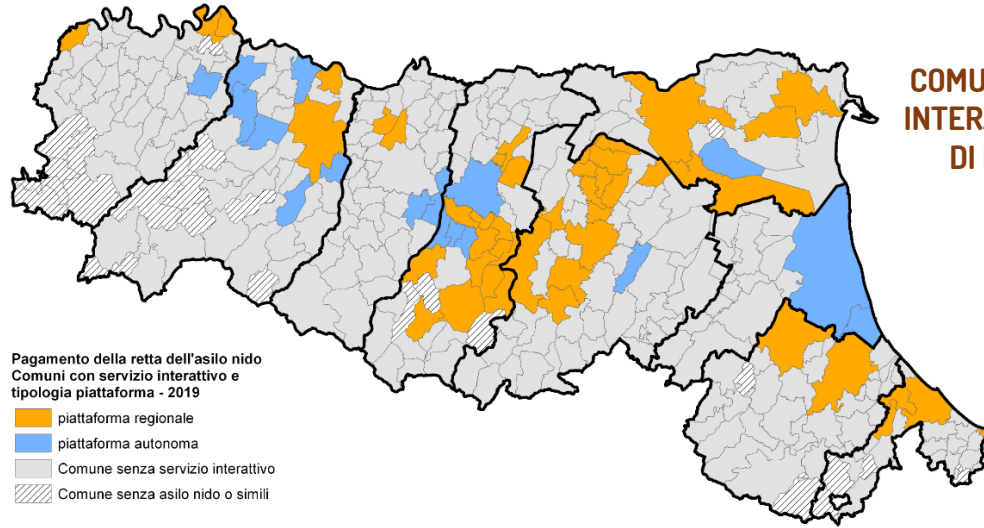 COMU
INTER
DI
Pagamento della retta dell'asilo nido
Comuni con servizio interattivo e
tipologia piattaforma - 2019
piattaforma regionale
piattaforma autonoma
Comune senza servizio interattivo
Comune senza asilo nido o simili